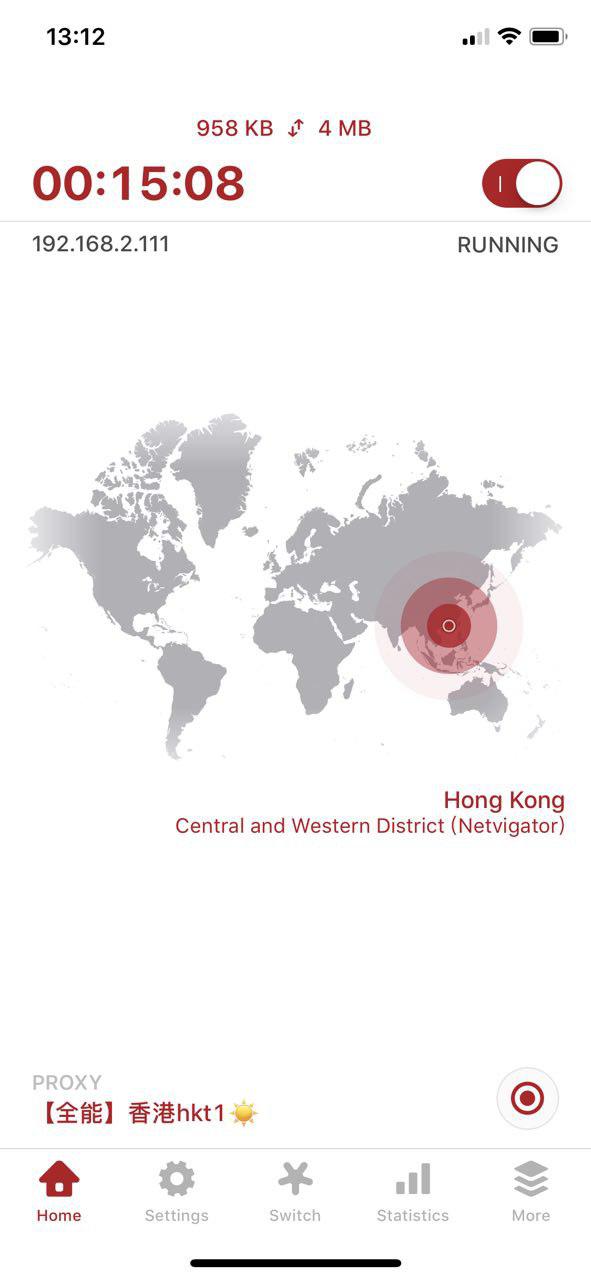 13:12
958 KB 4 MB
00:15:08
192.168.2.111 RUNNING
Hong Kong
Central and Western District (Netvigator)
PROXY
【全能】香港hkt1☀️
Home Settings Switch Statistics More